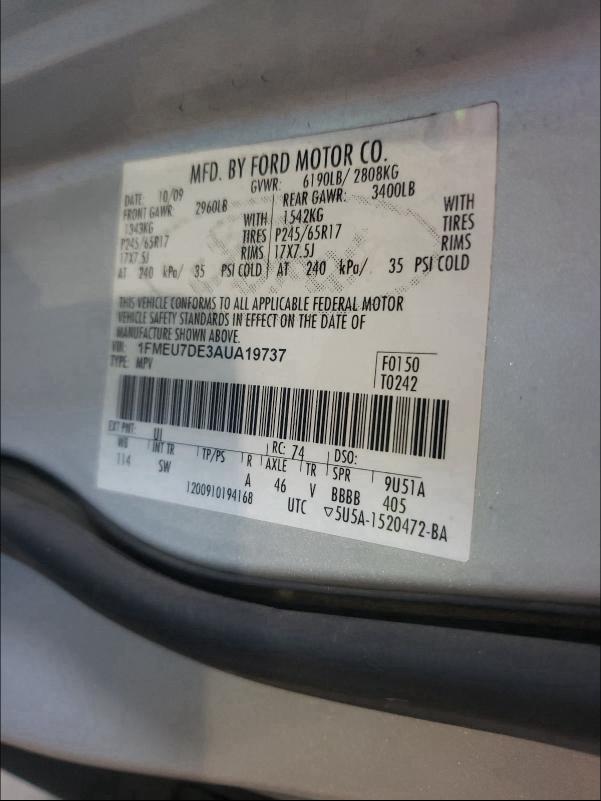 MFD. BY FORD MOTOR CO.
DATE: 10/09 GVWR: 6190LB/ 2808KG
FRONT GAWR: 2960LB REAR GAWR: 3400LB
1343KG WITH 1542KG WITH
P245/65R17 TIRES P245/65R17 TIRES
17X7.5J RIMS 17X7.5J RIMS
AT 240 kPa/ 35 PSI COLD AT 240 kPa/ 35 PSI COLD
THIS VEHICLE CONFORMS TO ALL APPLICABLE FEDERAL MOTOR
VEHICLE SAFETY STANDARDS IN EFFECT ON THE DATE OF
MANUFACTURE SHOWN ABOVE.
VIN: 1FMEU7DE3AUA19737
TYPE: MPV F0150
T0242
EXT PNT: UI RC: 74 DSO:
WB INT TR TP/PS R AXLE TR SPR 9U51A
114 SW A 46 V BBBB 405
1200910194168 UTC ▽5U5A-1520472-BA